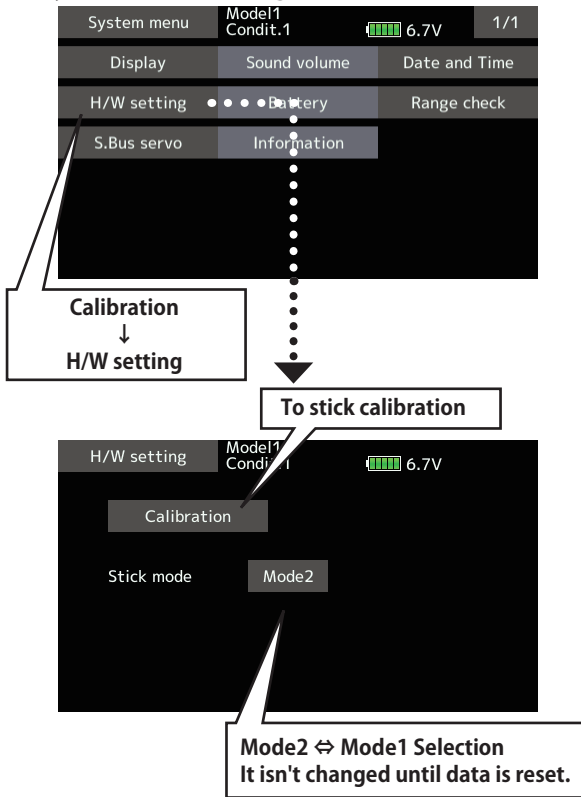 System menu
Model1
Condit.1
6.7V
1/1
Display
Sound volume
Date and Time
H/W setting
Battery
Range check
S.Bus servo
Information
Calibration
↓
H/W setting
To stick calibration
H/W setting
Model1
Condit.1
6.7V
Calibration
Stick mode
Mode2
Mode2 ⇔ Mode1 Selection
It isn't changed until data is reset.